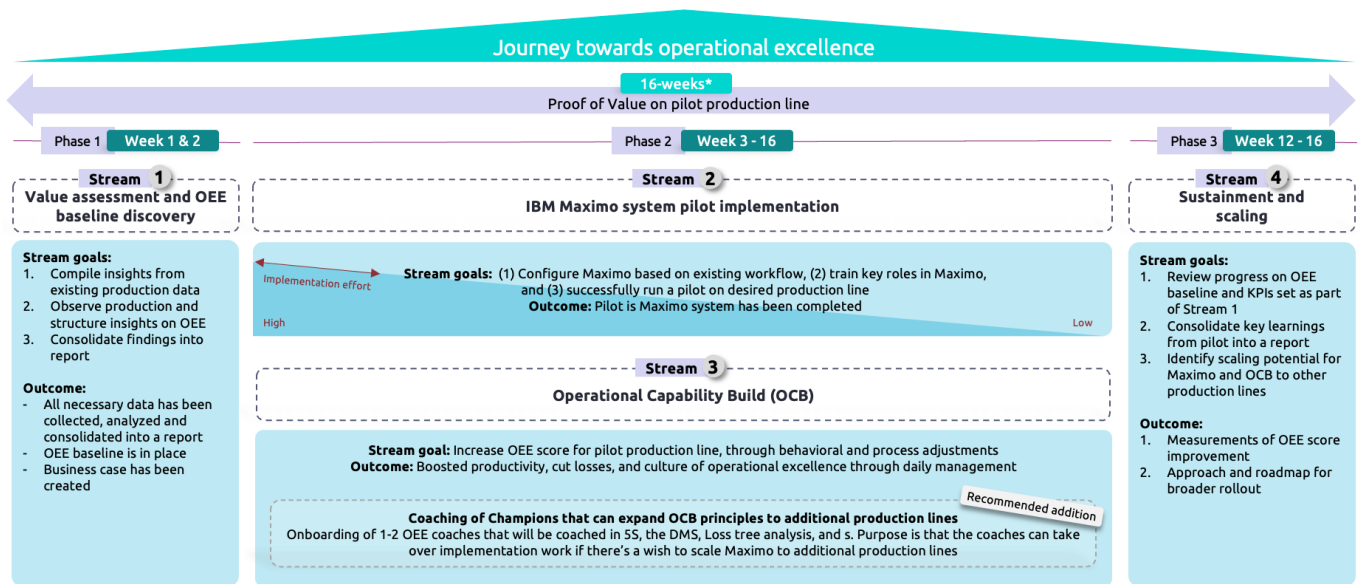 Journey towards operational excellence
16-weeks*
Proof of Value on pilot production line
Phase 1
Week 1 & 2
Phase 2
Week 3 - 16
Phase 3
Week 12 - 16
Stream 1
Value assessment and OEE
baseline discovery
Stream goals:
1. Compile insights from
existing production data
2. Observe production and
structure insights on OEE
3. Consolidate findings into
report
Outcome:
- All necessary data has been
collected, analyzed and
consolidated into a report
- OEE baseline is in place
- Business case has been
created
Stream 2
IBM Maximo system pilot implementation
Implementation effort
High
Low
Stream goals: (1) Configure Maximo based on existing workflow, (2) train key roles in Maximo,
and (3) successfully run a pilot on desired production line
Outcome: Pilot is Maximo system has been completed
Stream 3
Operational Capability Build (OCB)
Stream goal: Increase OEE score for pilot production line, through behavioral and process adjustments
Outcome: Boosted productivity, cut losses, and culture of operational excellence through daily management
Recommended addition
Coaching of Champions that can expand OCB principles to additional production lines
Onboarding of 1-2 OEE coaches that will be coached in 5S, the DMS, Loss tree analysis, and s. Purpose is that the coaches can take
over implementation work if there's a wish to scale Maximo to additional production lines
Stream 4
Sustainment and
scaling
Stream goals:
1. Review progress on OEE
baseline and KPIs set as part
of Stream 1
2. Consolidate key learnings
from pilot into a report
3. Identify scaling potential for
Maximo and OCB to other
production lines
Outcome:
1. Measurements of OEE score
improvement
2. Approach and roadmap for
broader rollout